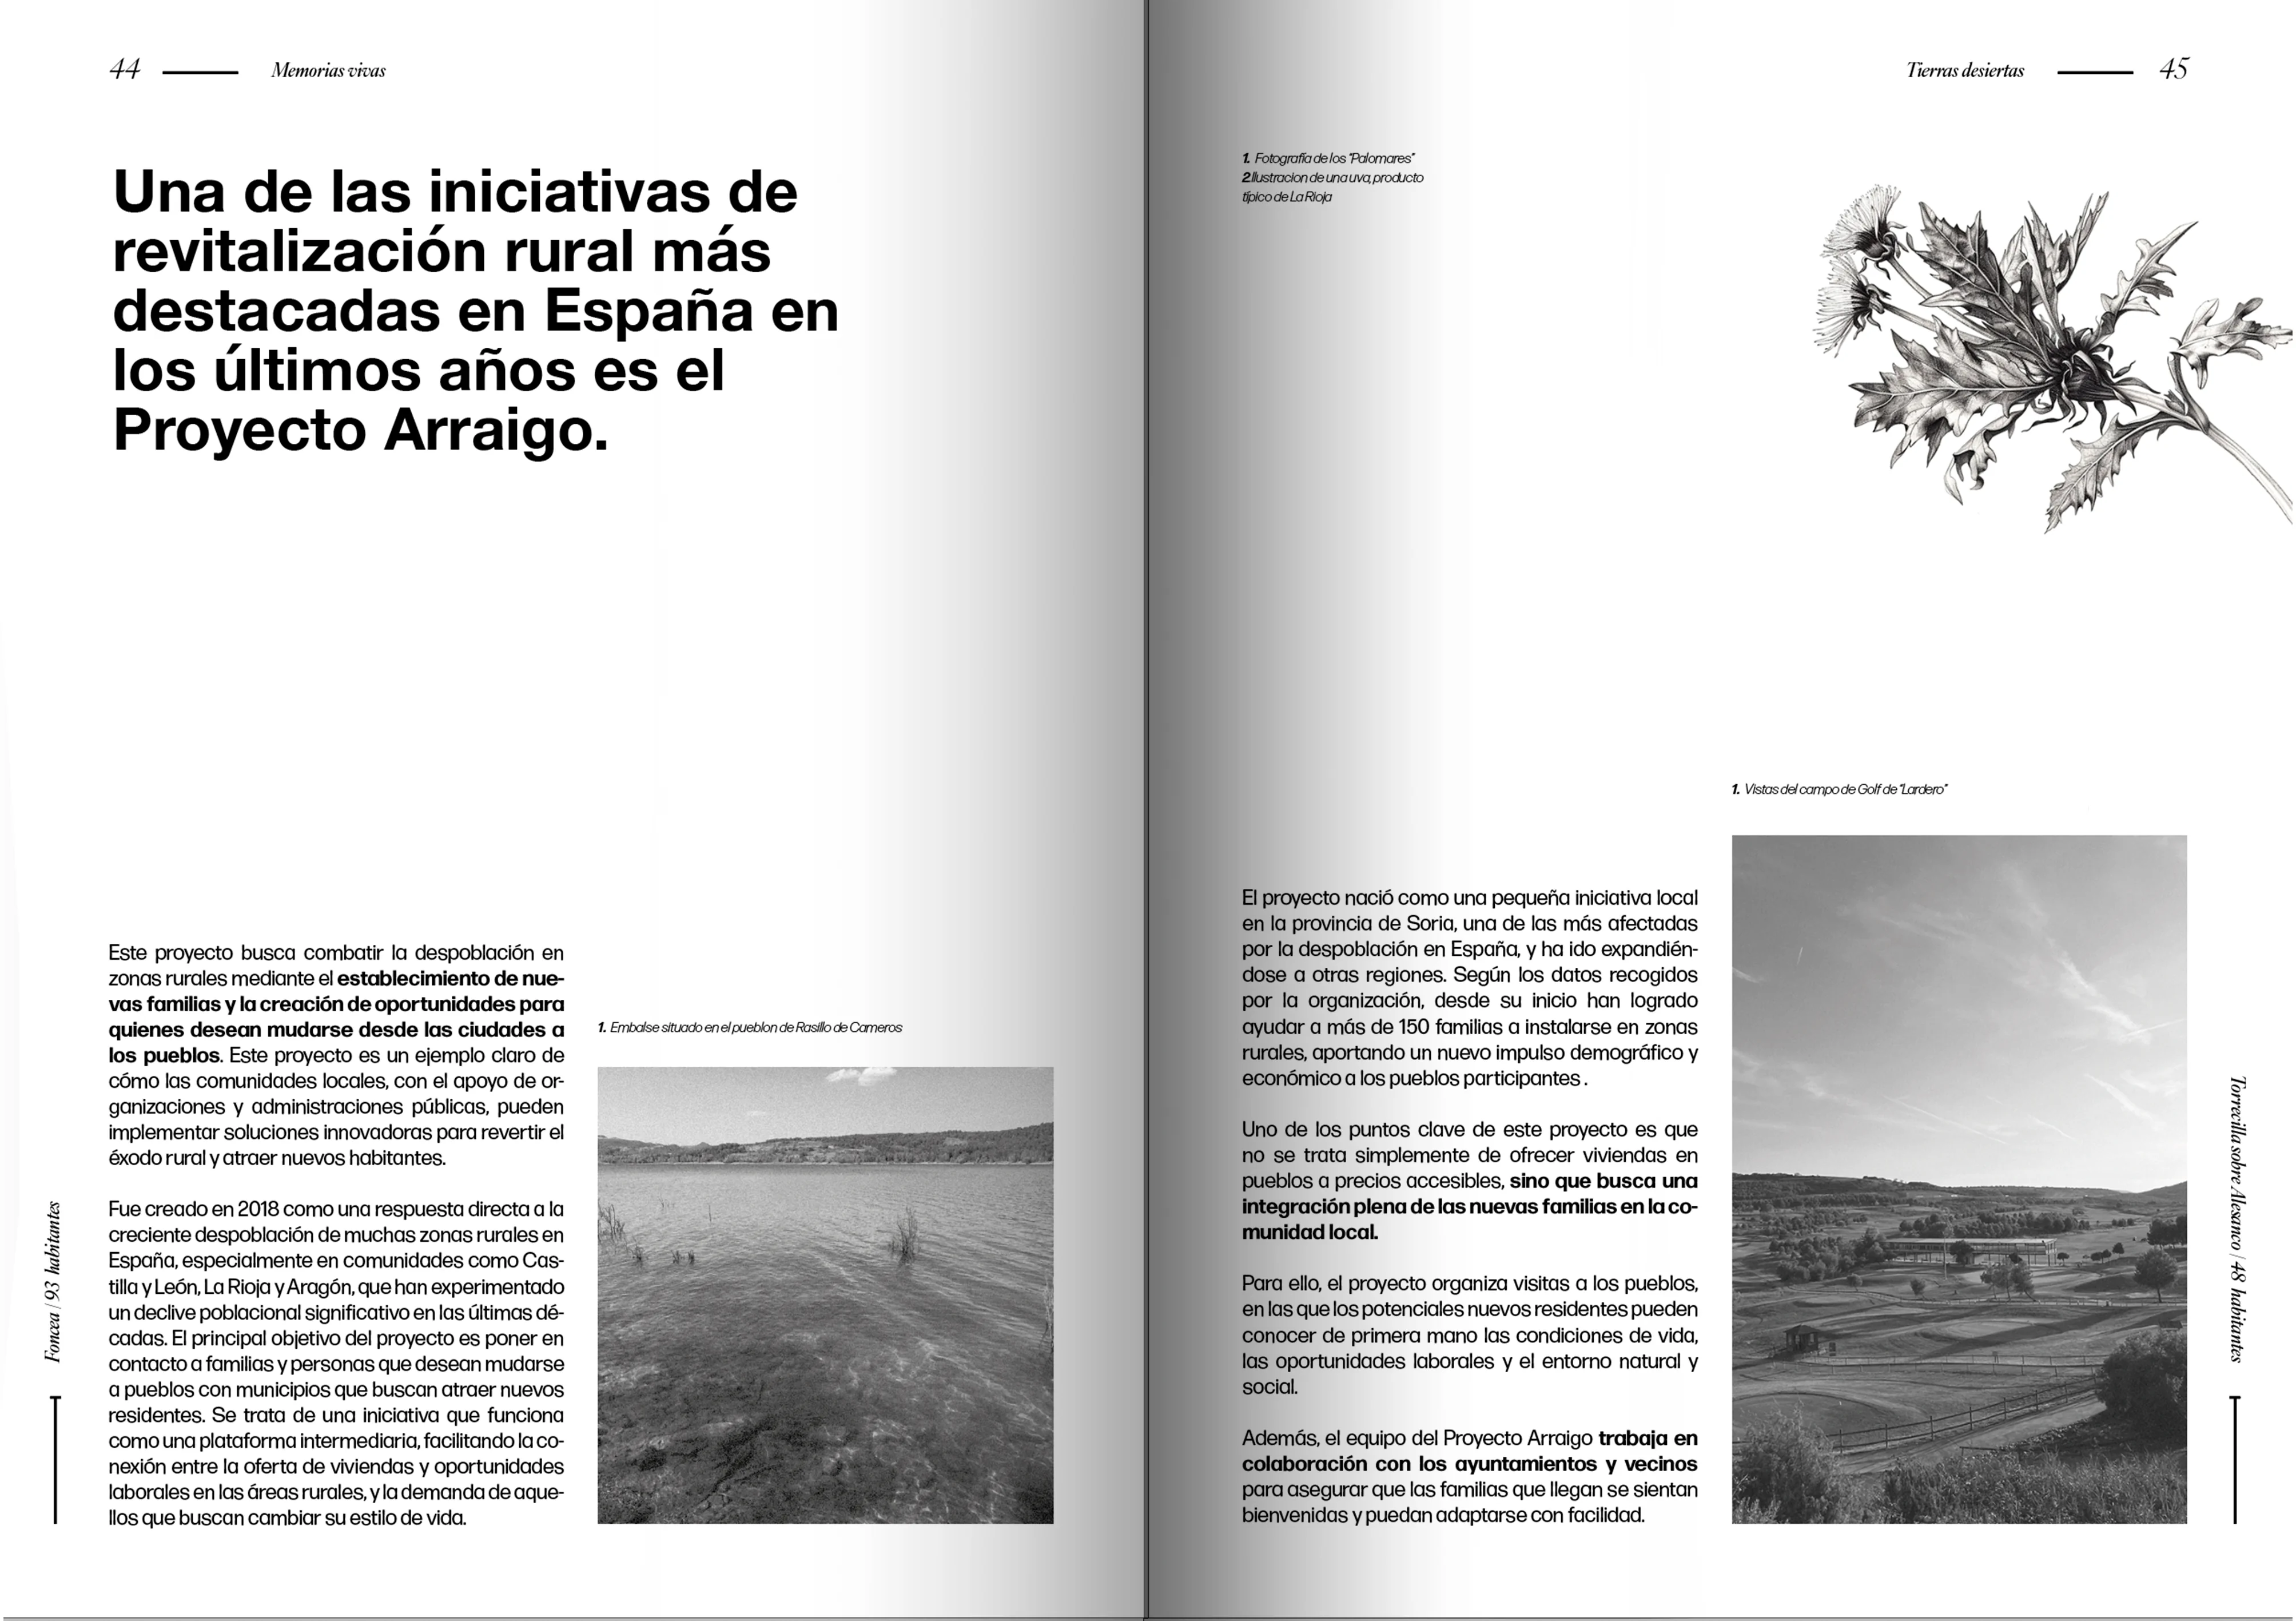 44
Memorias vivas
Una de las iniciativas de
revitalización rural más
destacadas en España en
los últimos años es el
Proyecto Arraigo.
Este proyecto busca combatir la despoblación en
zonas rurales mediante el establecimiento de nue-
vas familias y la creación de oportunidades para
quienes desean mudarse desde las ciudades a
los pueblos. Este proyecto es un ejemplo claro de
cómo las comunidades locales, con el apoyo de or-
ganizaciones y administraciones públicas, pueden
implementar soluciones innovadoras para revertir el
éxodo rural y atraer nuevos habitantes.
Fue creado en 2018 como una respuesta directa a la
creciente despoblación de muchas zonas rurales en
España, especialmente en comunidades como Cas-
tilla y León, La Rioja y Aragón, que han experimentado
un declive poblacional significativo en las últimas dé-
cadas. El principal objetivo del proyecto es poner en
contacto a familias y personas que desean mudarse
a pueblos con municipios que buscan atraer nuevos
residentes. Se trata de una iniciativa que funciona
como una plataforma intermediaria, facilitando la co-
nexión entre la oferta de viviendas y oportunidades
laborales en las áreas rurales, y la demanda de aque-
llos que buscan cambiar su estilo de vida.
1. Embalse situado en el pueblon de Rasillo de Cameros
Foncea | 93 habitantes
Tierras desiertas
45
1. Fotografía de los "Palomares"
2 Ilustracion de una uva, producto
típico de La Rioja
1. Vistas del campo de Golf de "Lardero"
El proyecto nació como una pequeña iniciativa local
en la provincia de Soria, una de las más afectadas
por la despoblación en España, y ha ido expandién-
dose a otras regiones. Según los datos recogidos
por la organización, desde su inicio han logrado
ayudar a más de 150 familias a instalarse en zonas
rurales, aportando un nuevo impulso demográfico y
económico a los pueblos participantes .
Uno de los puntos clave de este proyecto es que
no se trata simplemente de ofrecer viviendas en
pueblos a precios accesibles, sino que busca una
integración plena de las nuevas familias en la co-
munidad local.
Para ello, el proyecto organiza visitas a los pueblos,
en las que los potenciales nuevos residentes pueden
conocer de primera mano las condiciones de vida,
las oportunidades laborales y el entorno natural y
social.
Además, el equipo del Proyecto Arraigo trabaja en
colaboración con los ayuntamientos y vecinos
para asegurar que las familias que llegan se sientan
bienvenidas y puedan adaptarse con facilidad.
Torrecilla sobre Alesanco | 48 habitantes